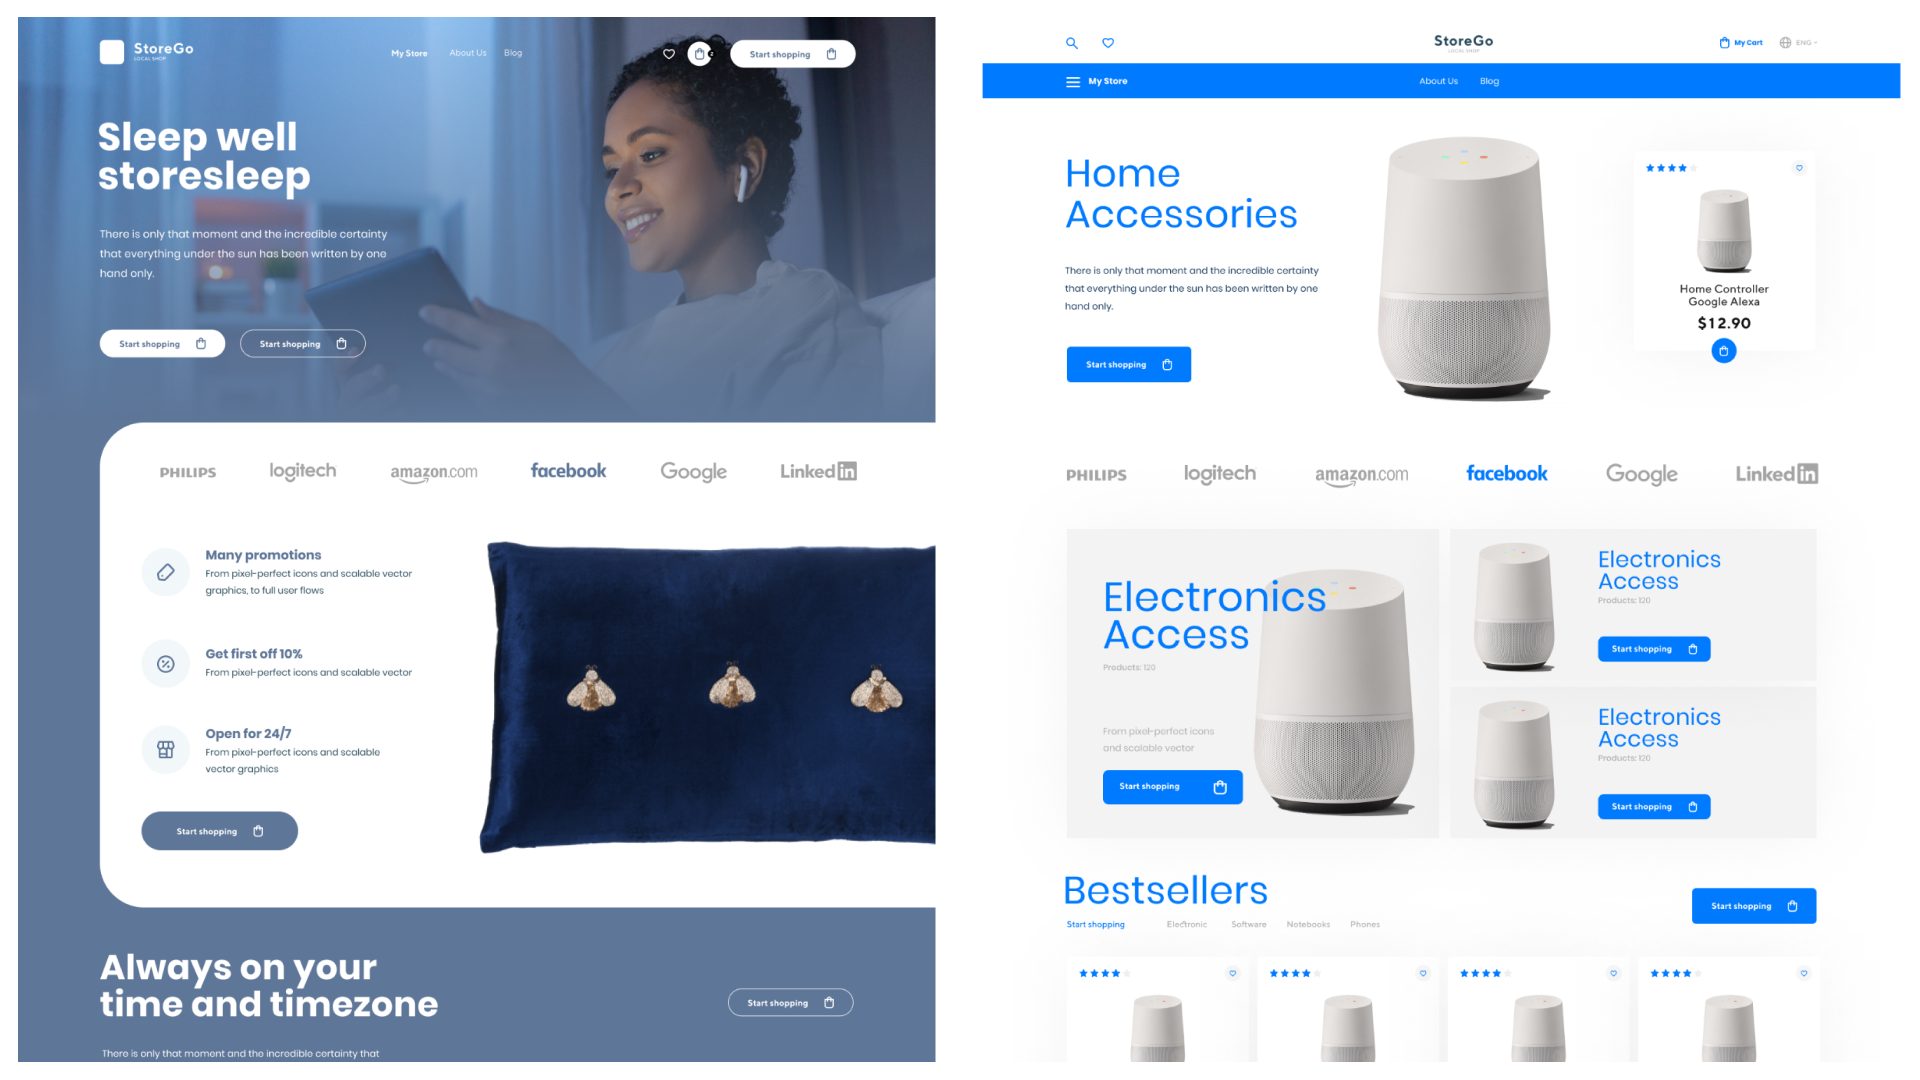 StoreGo
LOCAL SHOP
My Store
About Us
Blog
2
Start shopping
Sleep well
storesleep
There is only that moment and the incredible certainty
that everything under the sun has been written by one
hand only.
Start shopping
Start shopping
PHILIPS
logitech
amazon.com
facebook
Google
Linked in
Many promotions
From pixel-perfect icons and scalable vector
graphics, to full user flows
Get first off 10%
From pixel-perfect icons and scalable vector
Open for 24/7
From pixel-perfect icons and scalable
vector graphics
Start shopping
Always on your
time and timezone
Start shopping
There is only that moment and the incredible certainty that
StoreGo
LOCAL SHOP
My Cart
ENG
My Store
About Us
Blog
Home
Accessories
There is only that moment and the incredible certainty
that everything under the sun has been written by one
hand only.
Start shopping
Home Controller
Google Alexa
$12.90
PHILIPS
logitech
amazon.com
facebook
Google
Linked in
Electronics
Access
Products: 120
From pixel-perfect icons
and scalable vector
Start shopping
Electronics
Access
Products: 120
Start shopping
Electronics
Access
Products: 120
Start shopping
Bestsellers
Start shopping
Electronic
Software
Notebooks
Phones
Start shopping